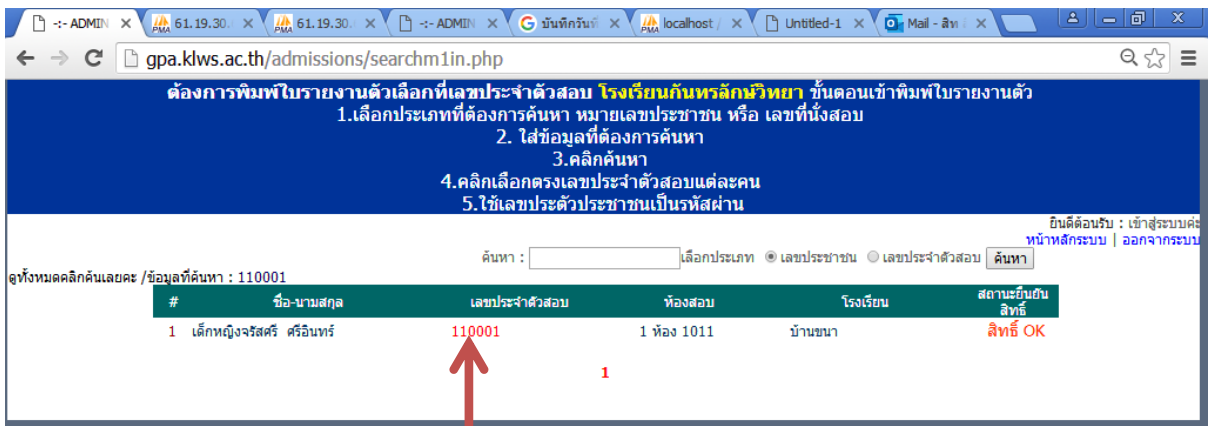 -:- ADMIN 61.19.30. 61.19.30. -:- ADMIN บันทึกวันที่ localhost / Untitled-1 Mail - สิท
gpa.klws.ac.th/admissions/searchm1in.php
ต้องการพิมพ์ใบรายงานตัวเลือกที่เลขประจำตัวสอบ โรงเรียนกันทรลักษ์วิทยา ขั้นตอนเข้าพิมพ์ใบรายงานตัว
1.เลือกประเภทที่ต้องการค้นหา หมายเลขประชาชน หรือ เลขที่นั่งสอบ
2. ใส่ข้อมูลที่ต้องการค้นหา
3.คลิกค้นหา
4.คลิกเลือกตรงเลขประจำตัวสอบแต่ละคน
5.ใช้เลขประตัวประชาชนเป็นรหัสผ่าน
ยินดีต้อนรับ : เข้าสู่ระบบค่ะ
หน้าหลักระบบ | ออกจากระบบ
ค้นหา : เลือกประเภท เลขประชาชน เลขประจำตัวสอบ ค้นหา
ดูทั้งหมดคลิกค้นเลยคะ /ข้อมูลที่ค้นหา : 110001
# ชื่อ-นามสกุล เลขประจำตัวสอบ ห้องสอบ โรงเรียน สถานะยืนยันสิทธิ์
1 เด็กหญิงจรัสศรี ศรีอินทร์ 110001 1 ห้อง 1011 บ้านขนา สิทธิ์ OK
1